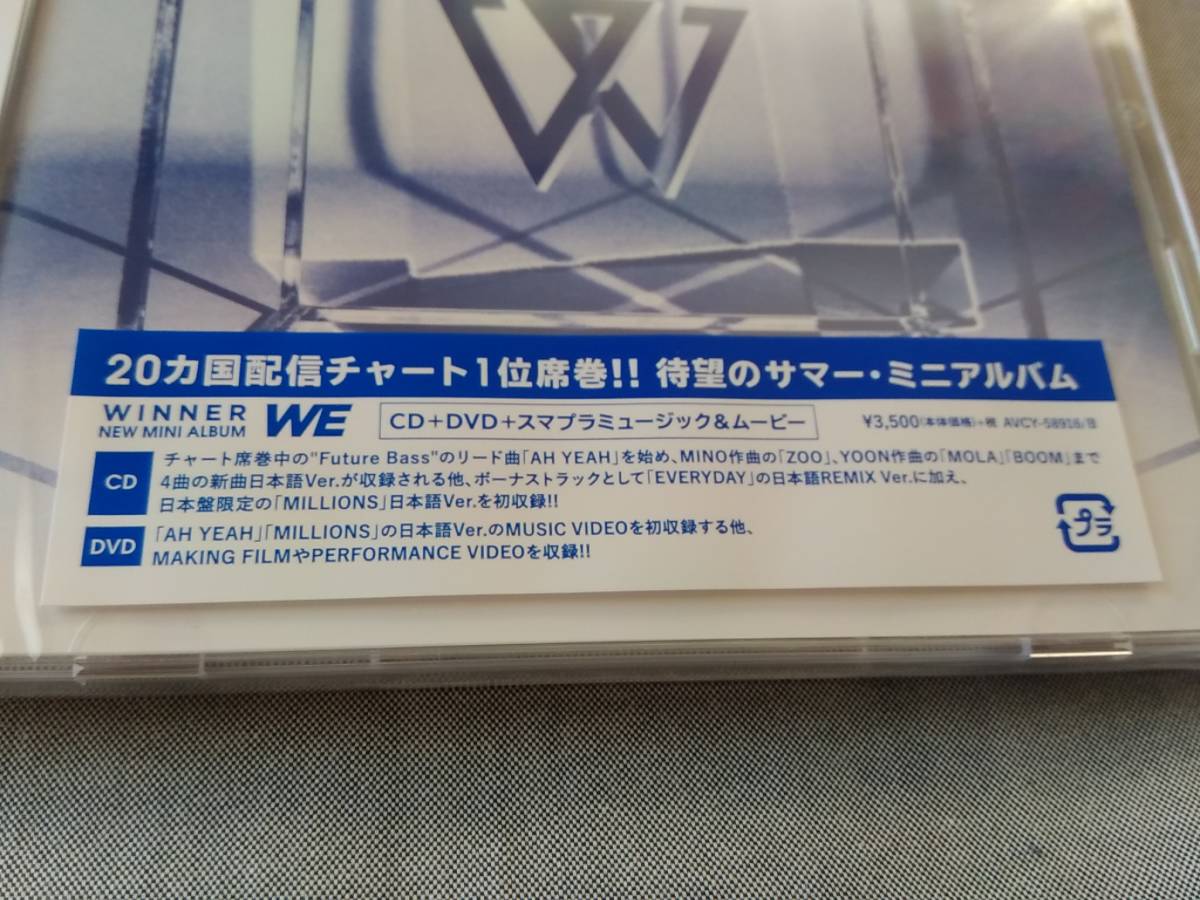 20カ国配信チャート1位席巻!! 待望のサマー・ミニアルバム
WINNER
NEW MINI ALBUM
WE
CD+DVD+スマプラミュージック&ムービー
¥3,500(本体価格)+税 AVCY-58916/B
CD
チャート席巻中の"Future Bass"のリード曲「AH YEAH」を始め、MINO作曲の「ZOO」、YOON作曲の「MOLA」「BOOM」まで
4曲の新曲日本語Ver.が収録される他、ボーナストラックとして「EVERYDAY」の日本語REMIX Ver.に加え、
日本盤限定の「MILLIONS」日本語Ver.を初収録!!
DVD
「AH YEAH」「MILLIONS」の日本語Ver.のMUSIC VIDEOを初収録する他、
MAKING FILMやPERFORMANCE VIDEOを収録!!
プラ